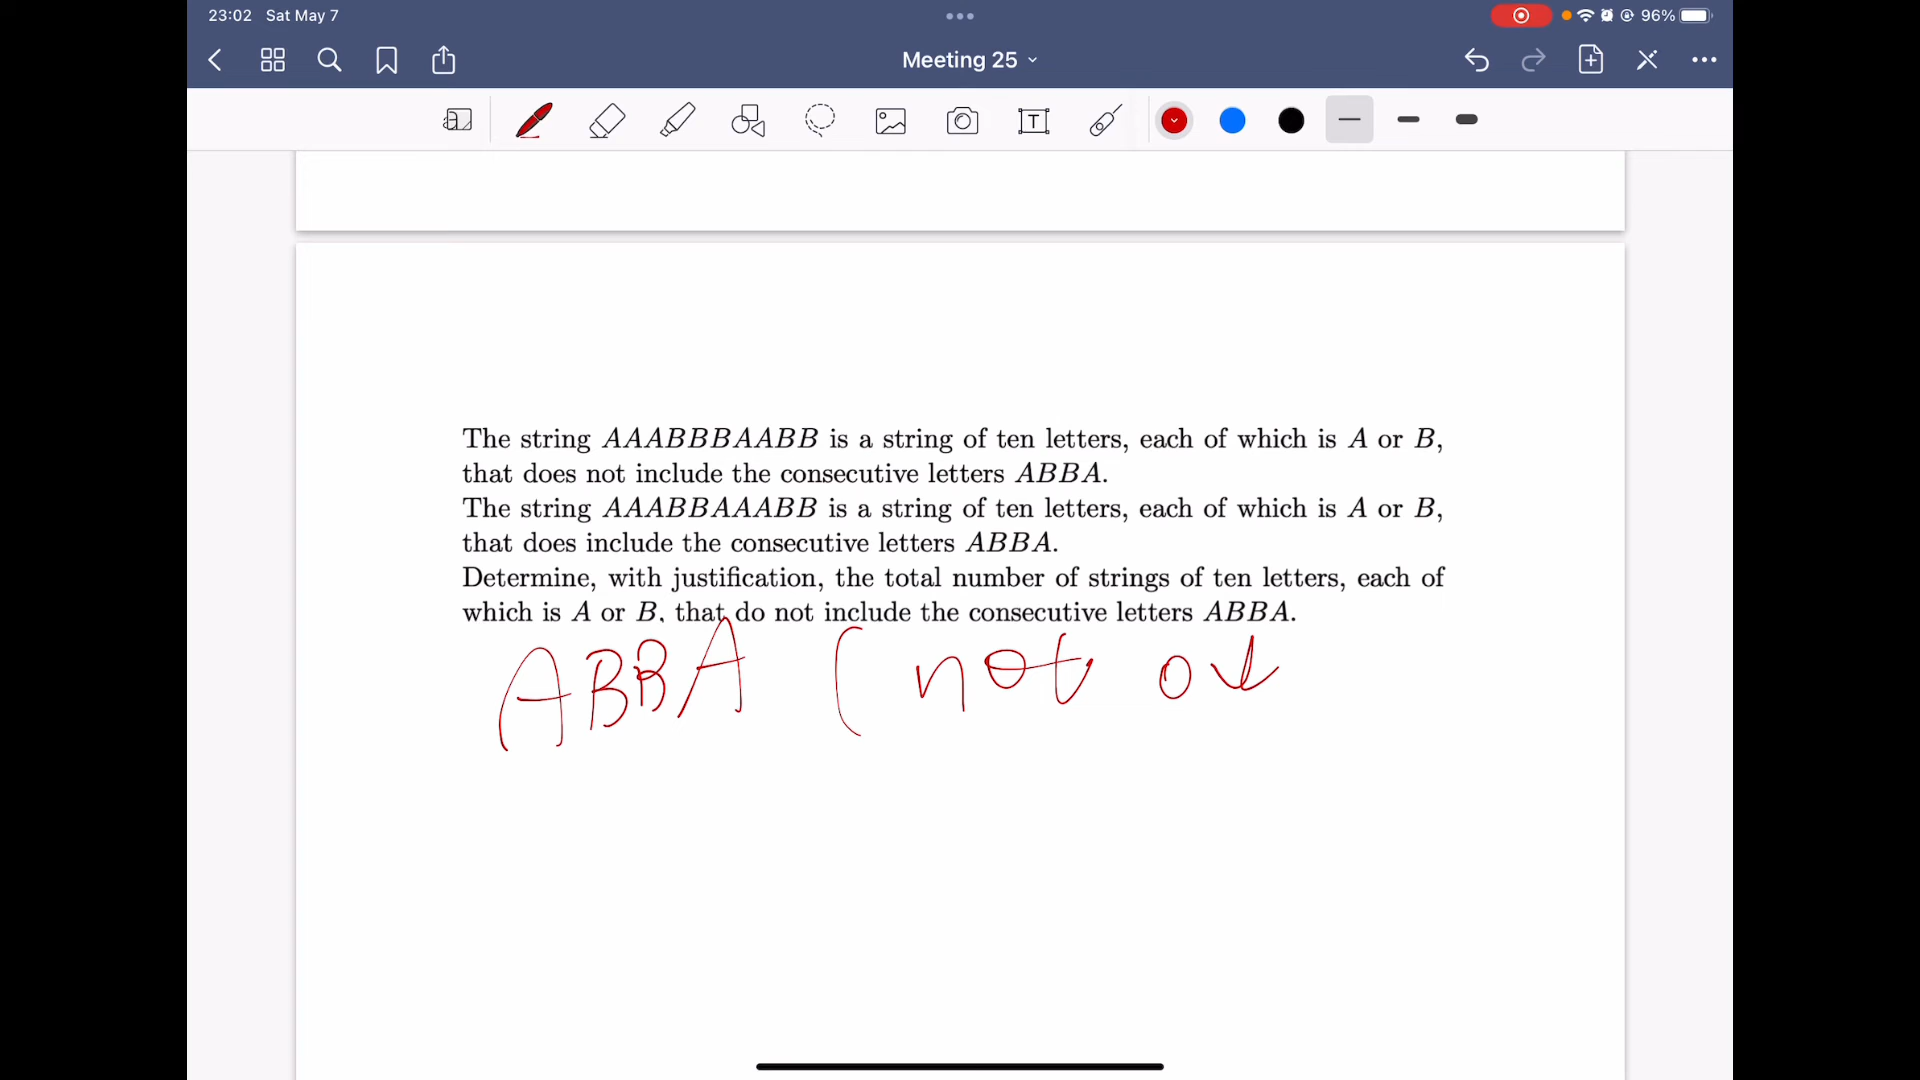 23:02 Sat May 7
96%
Meeting 25
The string AAABBBAABB is a string of ten letters, each of which is A or B,
that does not include the consecutive letters ABBA.
The string AAABBAAABB is a string of ten letters, each of which is A or B,
that does include the consecutive letters ABBA.
Determine, with justification, the total number of strings of ten letters, each of
which is A or B, that do not include the consecutive letters ABBA.
ABBA ( not